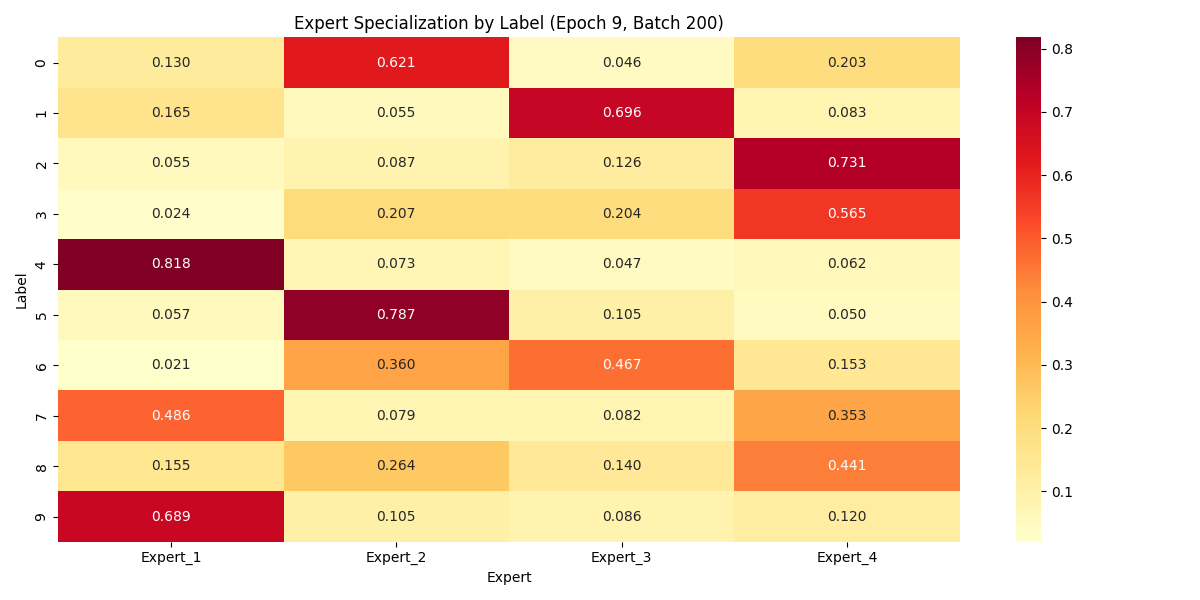 Expert Specialization by Label (Epoch 9, Batch 200)
0 0.130 0.621 0.046 0.203
1 0.165 0.055 0.696 0.083
2 0.055 0.087 0.126 0.731
3 0.024 0.207 0.204 0.565
4 0.818 0.073 0.047 0.062
5 0.057 0.787 0.105 0.050
6 0.021 0.360 0.467 0.153
7 0.486 0.079 0.082 0.353
8 0.155 0.264 0.140 0.441
9 0.689 0.105 0.086 0.120
Label
Expert_1 Expert_2 Expert_3 Expert_4
Expert
0.8
0.7
0.6
0.5
0.4
0.3
0.2
0.1